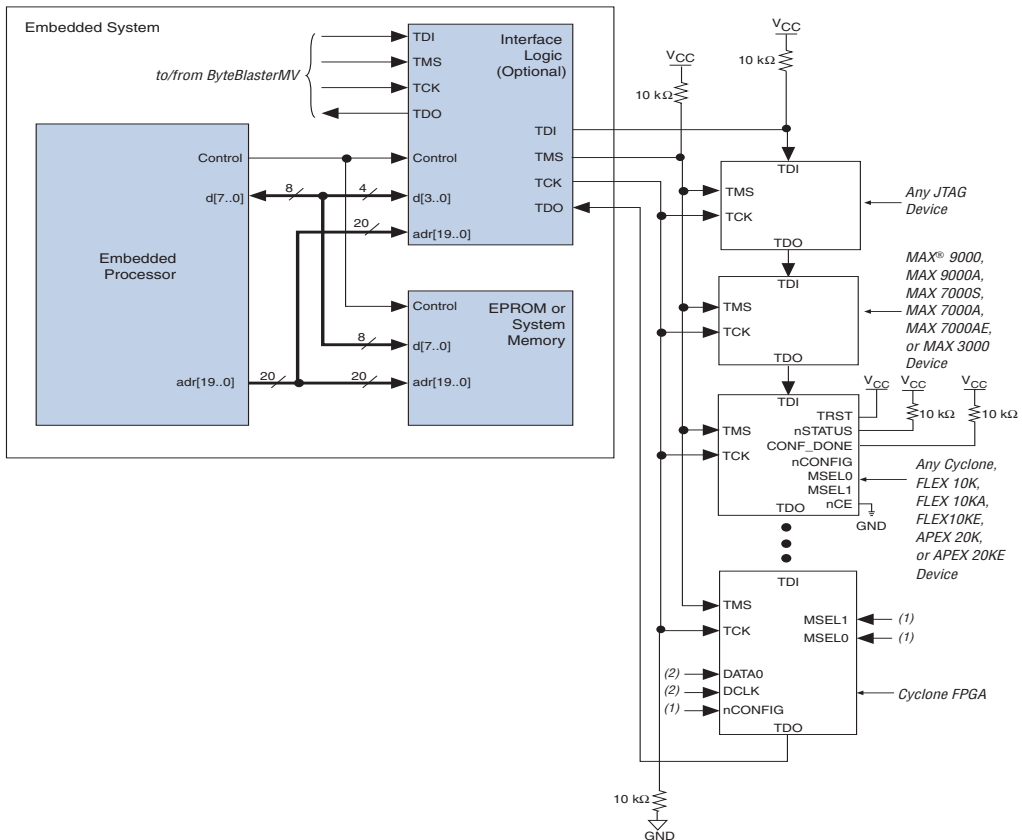 Embedded System
to/from ByteBlasterMV
TDI
TMS
TCK
TDO
Interface
Logic
(Optional)
Control
d[3..0]
adr[19..0]
TDI
TMS
TCK
TDO
Embedded
Processor
Control
d[7..0]
adr[19..0]
8
4
20
8
20
20
Control
d[7..0]
adr[19..0]
EPROM or
System
Memory
VCC
10 kΩ
VCC
10 kΩ
TDI
TMS
TCK
TDO
Any JTAG
Device
TDI
TMS
TCK
TDO
MAX® 9000,
MAX 9000A,
MAX 7000S,
MAX 7000A,
MAX 7000AE,
or MAX 3000
Device
VCC
VCC
VCC
10 kΩ
10 kΩ
TDI
TMS
TCK
TRST
nSTATUS
CONF_DONE
nCONFIG
MSEL0
MSEL1
nCE
TDO
GND
Any Cyclone,
FLEX 10K,
FLEX 10KA,
FLEX10KE,
APEX 20K,
or APEX 20KE
Device
TDI
TMS
TCK
MSEL1
(1)
MSEL0
(1)
(2)
DATA0
(2)
DCLK
(1)
nCONFIG
TDO
Cyclone FPGA
10 kΩ
GND